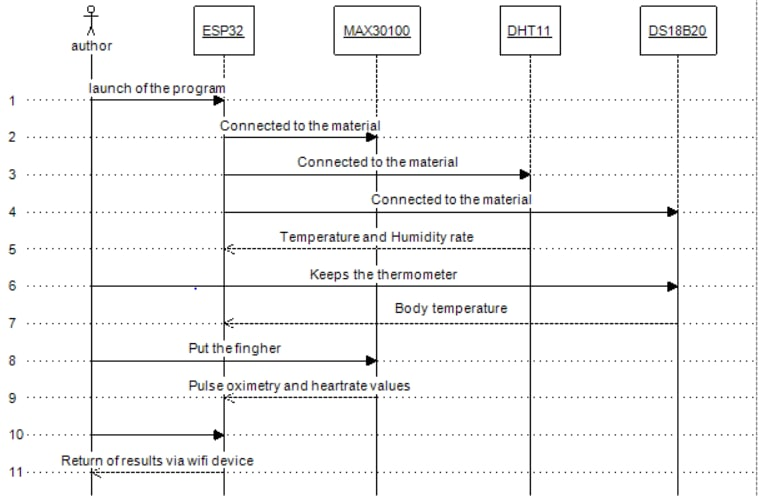 author
ESP32
MAX30100
DHT11
DS18B20
launch of the program
1
Connected to the material
2
Connected to the material
3
Connected to the material
4
Temperature and Humidity rate
5
Keeps the thermometer
6
Body temperature
7
Put the fingher
8
Pulse oximetry and heartrate values
9
10
Return of results via wifi device
11